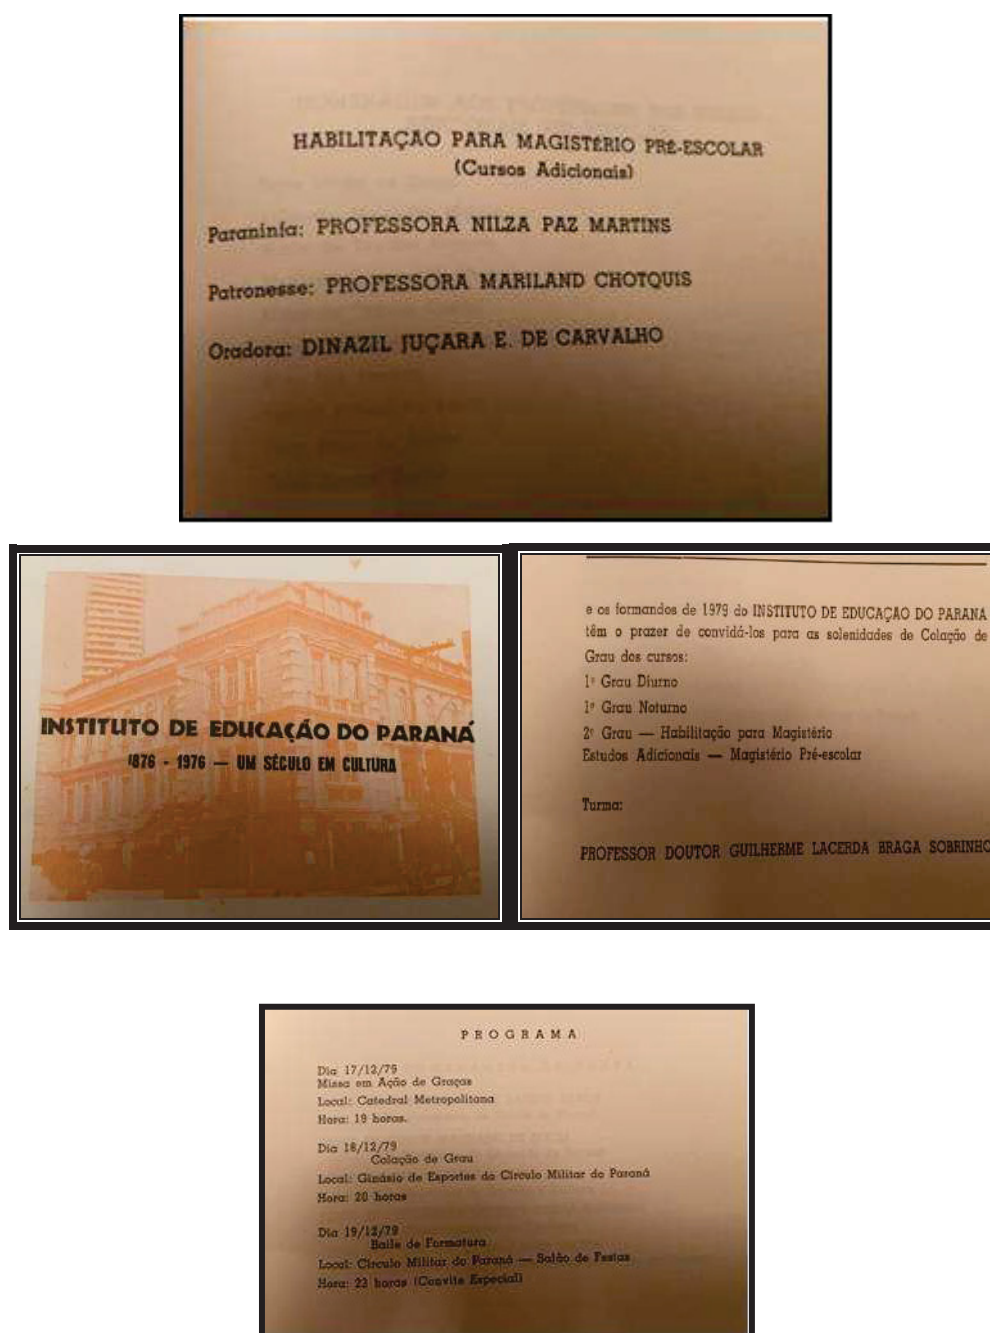 HABILITAÇÃO PARA MAGISTÉRIO PRÉ-ESCOLAR
(Cursos Adicionais)
Paraninfa: PROFESSORA NILZA PAZ MARTINS
Patronesse: PROFESSORA MARILAND CHOTQUIS
Oradora: DINAZIL JUÇARA E. DE CARVALHO
INSTITUTO DE EDUCAÇÃO DO PARANÁ
1876 - 1976 — UM SÉCULO EM CULTURA
e os formandos de 1979 do INSTITUTO DE EDUCAÇÃO DO PARANÁ
têm o prazer de convidá-los para as solenidades de Colação de
Grau dos cursos:
1º Grau Diurno
1º Grau Noturno
2º Grau — Habilitação para Magistério
Estudos Adicionais — Magistério Pré-escolar
Turma:
PROFESSOR DOUTOR GUILHERME LACERDA BRAGA SOBRINHO
PROGRAMA
Dia 17/12/79
Missa em Ação de Graças
Local: Catedral Metropolitana
Hora: 19 horas.
Dia 18/12/79
Colação de Grau
Local: Ginásio de Esportes do Círculo Militar do Paraná
Hora: 20 horas
Dia 19/12/79
Baile de Formatura
Local: Círculo Militar do Paraná — Salão de Festas
Hora: 23 horas (Convite Especial)